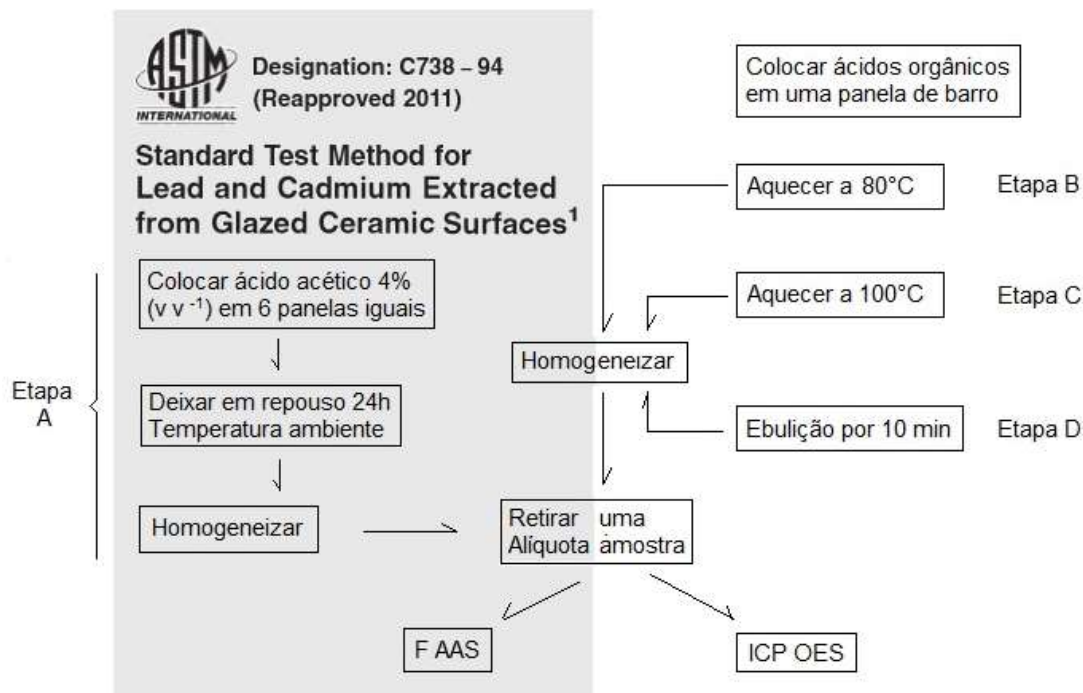 ASTM
INTERNATIONAL
Designation: C738 – 94
(Reapproved 2011)
Standard Test Method for
Lead and Cadmium Extracted
from Glazed Ceramic Surfaces¹
Etapa
A
Colocar ácido acético 4%
(v v ⁻¹) em 6 panelas iguais
Deixar em repouso 24h
Temperatura ambiente
Homogeneizar
Colocar ácidos orgânicos
em uma panela de barro
Aquecer a 80°C
Etapa B
Aquecer a 100°C
Etapa C
Homogeneizar
Ebulição por 10 min
Etapa D
Retirar uma
Alíquota amostra
F AAS
ICP OES